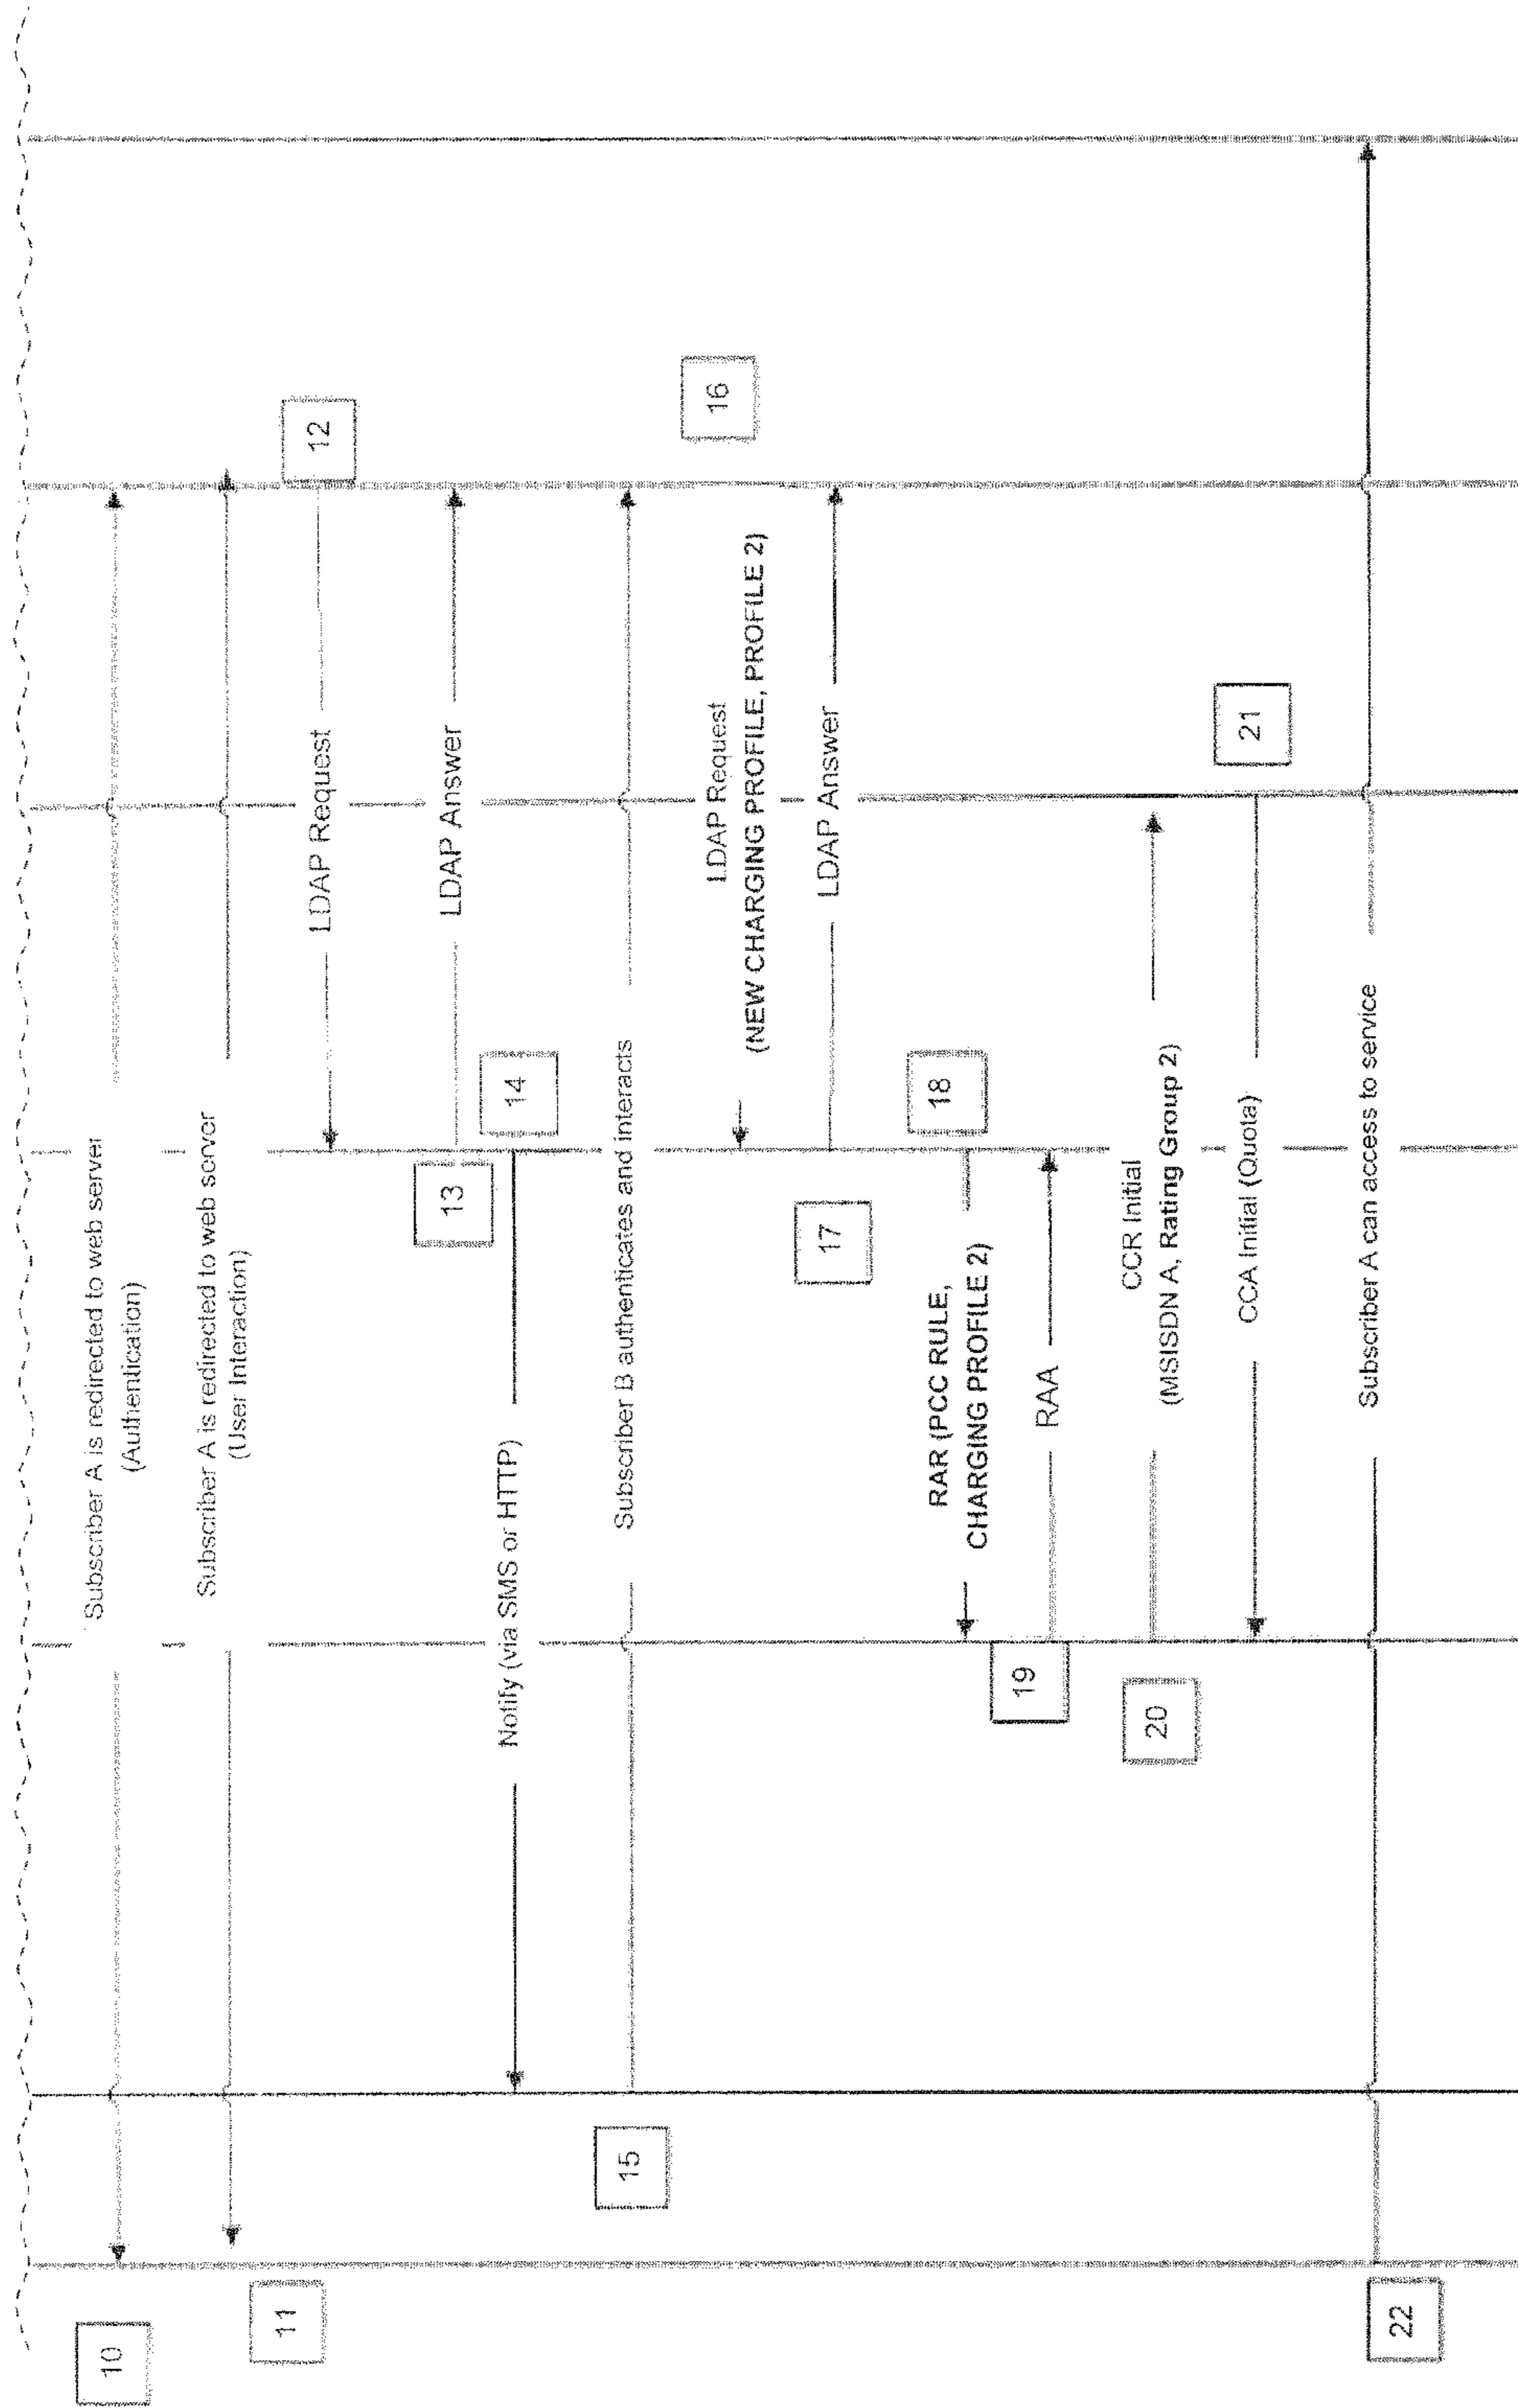 10
Subscriber A is redirected to web server
(Authentication)
11
Subscriber A is redirected to web server
(User Interaction)
12
LDAP Request
13
LDAP Answer
14
Notify (via SMS or HTTP)
15
Subscriber B authenticates and interacts
16
LDAP Request
(NEW CHARGING PROFILE, PROFILE 2)
17
LDAP Answer
18
RAR (PCC RULE,
CHARGING PROFILE 2)
19
RAA
20
CCR Initial
(MSISDN A, Rating Group 2)
21
CCA Initial (Quota)
22
Subscriber A can access to service